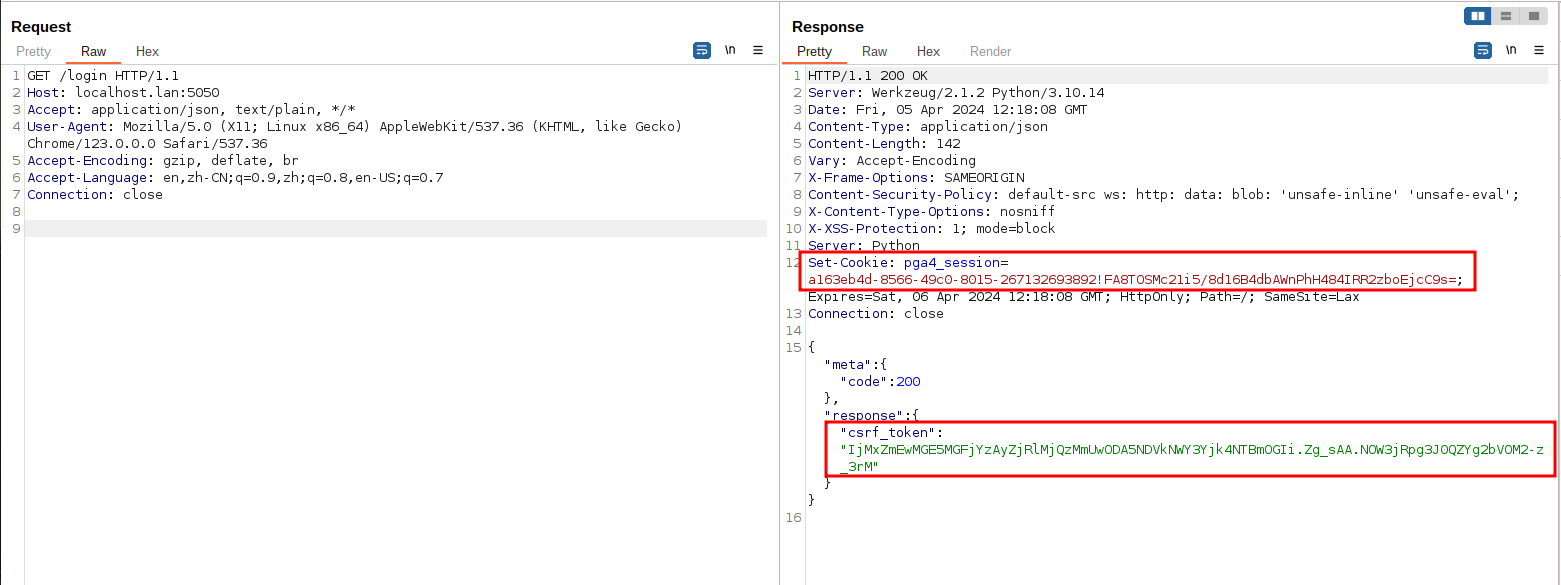 Request
Pretty Raw Hex \n
1 GET /login HTTP/1.1
2 Host: localhost.lan:5050
3 Accept: application/json, text/plain, */*
4 User-Agent: Mozilla/5.0 (X11; Linux x86_64) AppleWebKit/537.36 (KHTML, like Gecko)
Chrome/123.0.0.0 Safari/537.36
5 Accept-Encoding: gzip, deflate, br
6 Accept-Language: en,zh-CN;q=0.9,zh;q=0.8,en-US;q=0.7
7 Connection: close
8
9
Response
Pretty Raw Hex Render \n
1 HTTP/1.1 200 OK
2 Server: Werkzeug/2.1.2 Python/3.10.14
3 Date: Fri, 05 Apr 2024 12:18:08 GMT
4 Content-Type: application/json
5 Content-Length: 142
6 Vary: Accept-Encoding
7 X-Frame-Options: SAMEORIGIN
8 Content-Security-Policy: default-src ws: http: data: blob: 'unsafe-inline' 'unsafe-eval';
9 X-Content-Type-Options: nosniff
10 X-XSS-Protection: 1; mode=block
11 Server: Python
12 Set-Cookie: pga4_session=
a163eb4d-8566-49c0-8015-267132693892!FA8TOSMc21i5/8d16B4dbAWnPhH484IRR2zboEjcC9s=;
Expires=Sat, 06 Apr 2024 12:18:08 GMT; HttpOnly; Path=/; SameSite=Lax
13 Connection: close
14
15 {
"meta":{
"code":200
},
"response":{
"csrf_token":
"IjMxZmEwMGE5MGFjYzAyZjRlMjQzMmUwODA5NDVkNWY3Yjk4NTBmOGIi.Zg_sAA.NOW3jRpg3J0QZYg2bVOM2-z
_3rM"
}
}
16